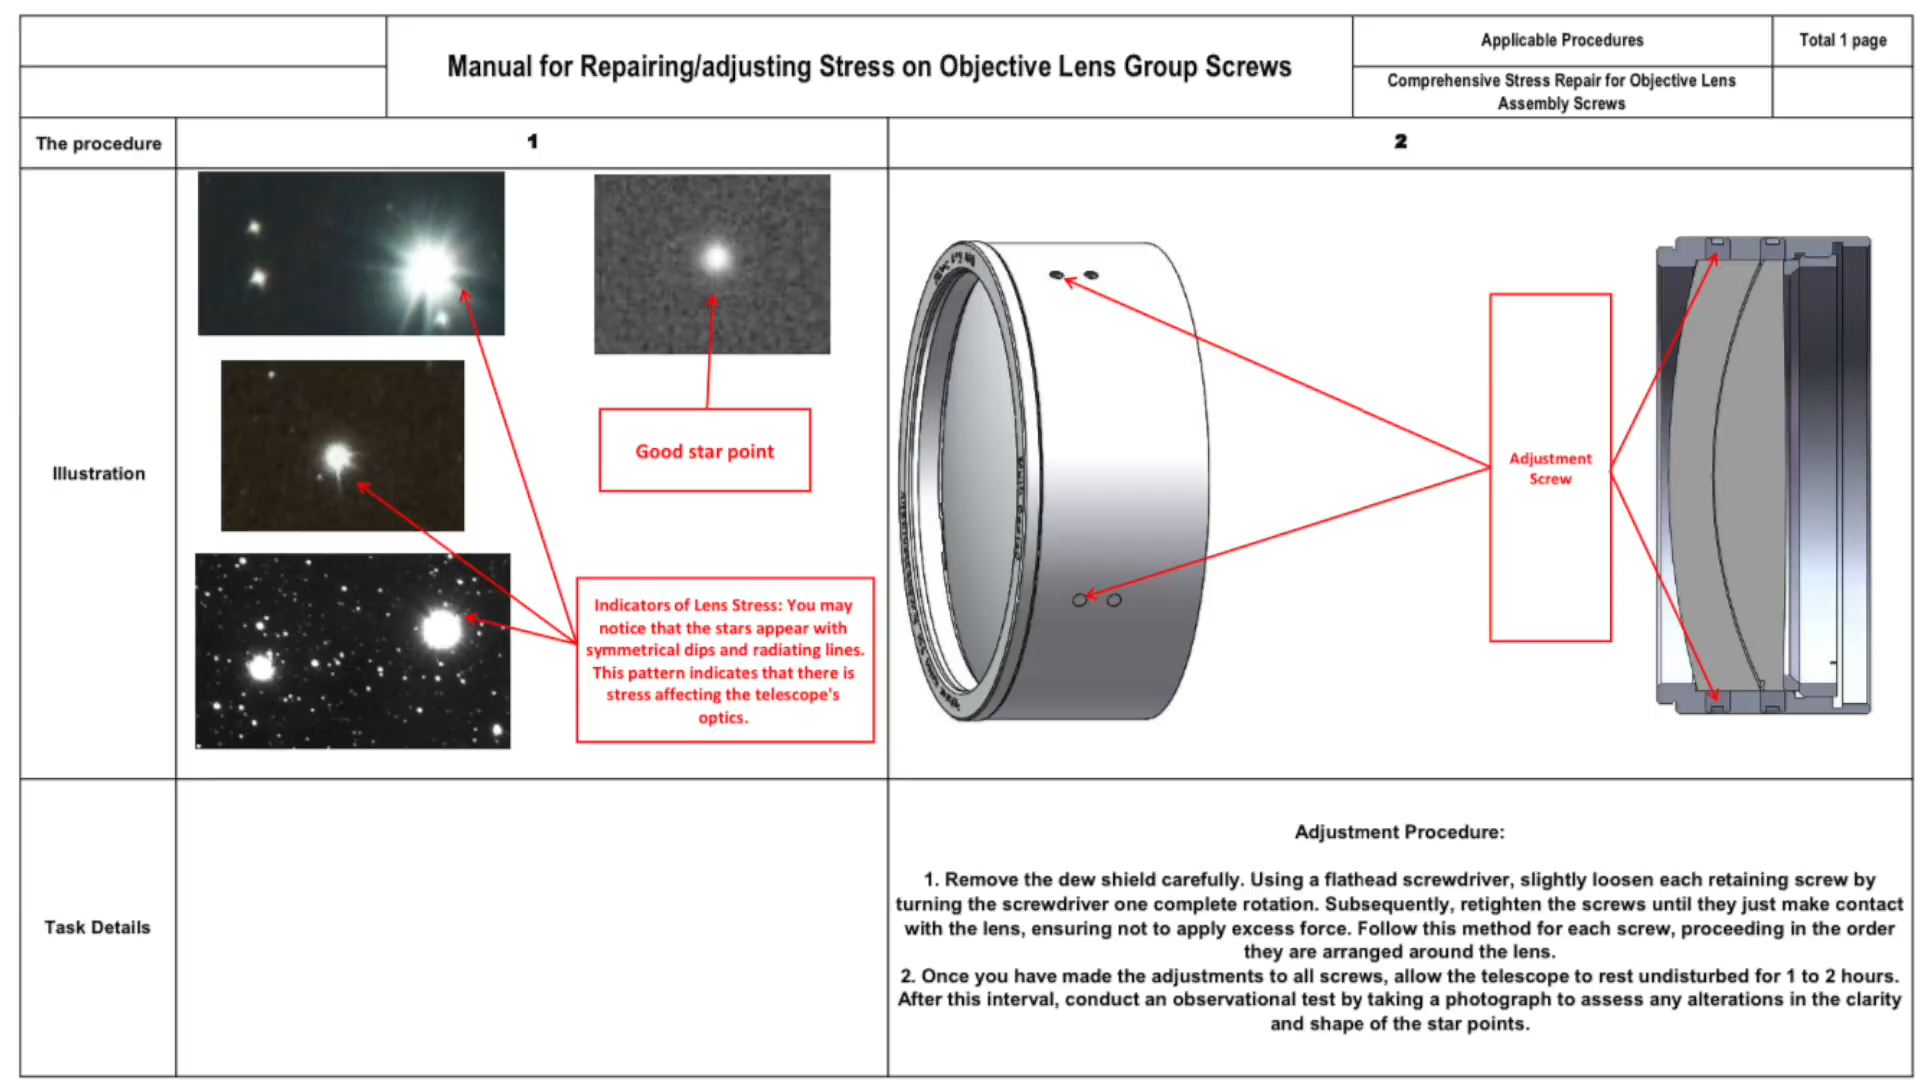 Manual for Repairing/adjusting Stress on Objective Lens Group Screws
Applicable Procedures
Total 1 page
Comprehensive Stress Repair for Objective Lens
Assembly Screws
The procedure
1
2
Illustration
Good star point
Indicators of Lens Stress: You may
notice that the stars appear with
symmetrical dips and radiating lines.
This pattern indicates that there is
stress affecting the telescope's
optics.
Adjustment
Screw
Task Details
Adjustment Procedure:
1. Remove the dew shield carefully. Using a flathead screwdriver, slightly loosen each retaining screw by
turning the screwdriver one complete rotation. Subsequently, retighten the screws until they just make contact
with the lens, ensuring not to apply excess force. Follow this method for each screw, proceeding in the order
they are arranged around the lens.
2. Once you have made the adjustments to all screws, allow the telescope to rest undisturbed for 1 to 2 hours.
After this interval, conduct an observational test by taking a photograph to assess any alterations in the clarity
and shape of the star points.